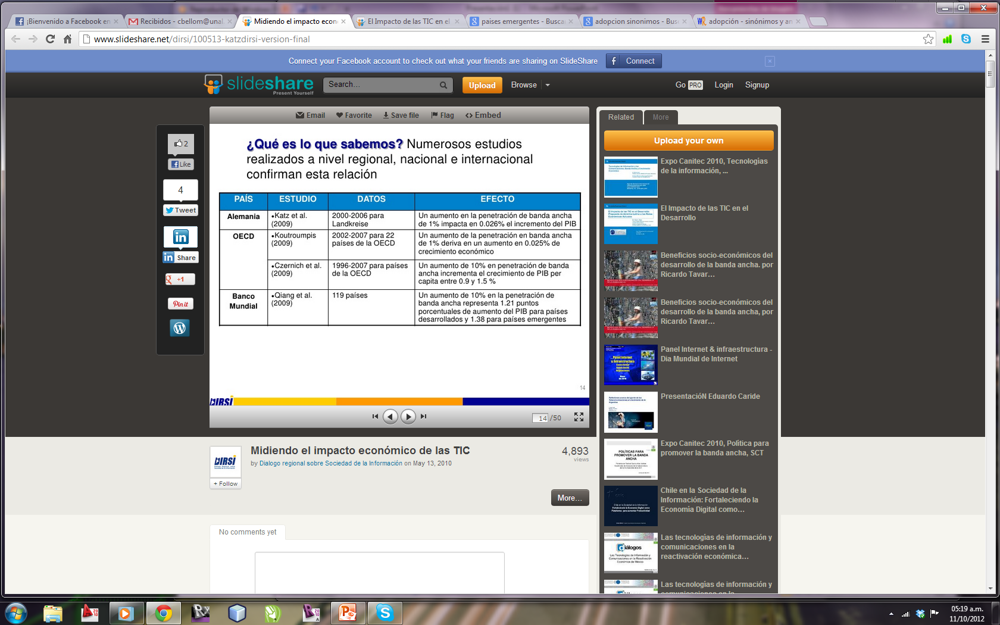 ¡Bienvenido a Facebook en
Recibidos - cbellom@unal.
Midiendo el impacto econ
El Impacto de las TIC en el
paises emergentes - Busca
adopcion sinonimos - Bus
adopción - sinónimos y an
www.slideshare.net/dirsi/100513-katzdirsi-version-final
Connect your Facebook account to check out what your friends are sharing on SlideShare
Connect
slideshare
Present Yourself
Search...
Upload
Browse
Go PRO
Login
Signup
Email
Favorite
Save file
Flag
Embed
2
Like
4
Tweet
in
in Share
+1
Pin it
¿Qué es lo que sabemos? Numerosos estudios
realizados a nivel regional, nacional e internacional
confirman esta relación
PAÍS ESTUDIO DATOS EFECTO
Alemania
•Katz et al.
(2009)
2000-2006 para
Landkreise
Un aumento en la penetración de banda ancha
de 1% impacta en 0.026% el incremento del PIB
OECD
•Koutroumpis
(2009)
2002-2007 para 22
países de la OECD
Un aumento de la penetración en banda ancha
de 1% deriva en un aumento en 0.025% de
crecimiento económico
•Czernich et al.
(2009)
1996-2007 para países
de la OECD
Un aumento de 10% en penetración de banda
ancha incrementa el crecimiento de PIB per
capita entre 0.9 y 1.5 %
Banco
Mundial
•Qiang et al.
(2009)
119 países
Un aumento de 10% en la penetración de
banda ancha representa 1.21 puntos
porcentuales de aumento del PIB para países
desarrollados y 1.38 para países emergentes
14
DIRSI
14 /50
Midiendo el impacto económico de las TIC
by Dialogo regional sobre Sociedad de la Información on May 13, 2010
4,893
views
DIRSI
+ Follow
More...
No comments yet
Related
More
Upload your own
Expo Canitec 2010, Tecnologías
de la información, ...
El Impacto de las TIC en el
Desarrollo
Beneficios socio-económicos del
desarrollo de la banda ancha. por
Ricardo Tavar...
Beneficios socio-económicos del
desarrollo de la banda ancha, por
Ricardo Tavar...
Panel Internet & infraestructura -
Dia Mundial de Internet
PresentacióN Eduardo Caride
POLÍTICAS PARA
PROMOVER LA BANDA
ANCHA
Expo Canitec 2010, Política para
promover la banda ancha, SCT
Chile en la Sociedad de la
Información: Fortaleciendo la
Economía Digital como...
diálogos
Las tecnologías de información y
comunicaciones en la
reactivación económica...
Las tecnologías de información y
comunicaciones en la
05:19 a.m.
11/10/2012